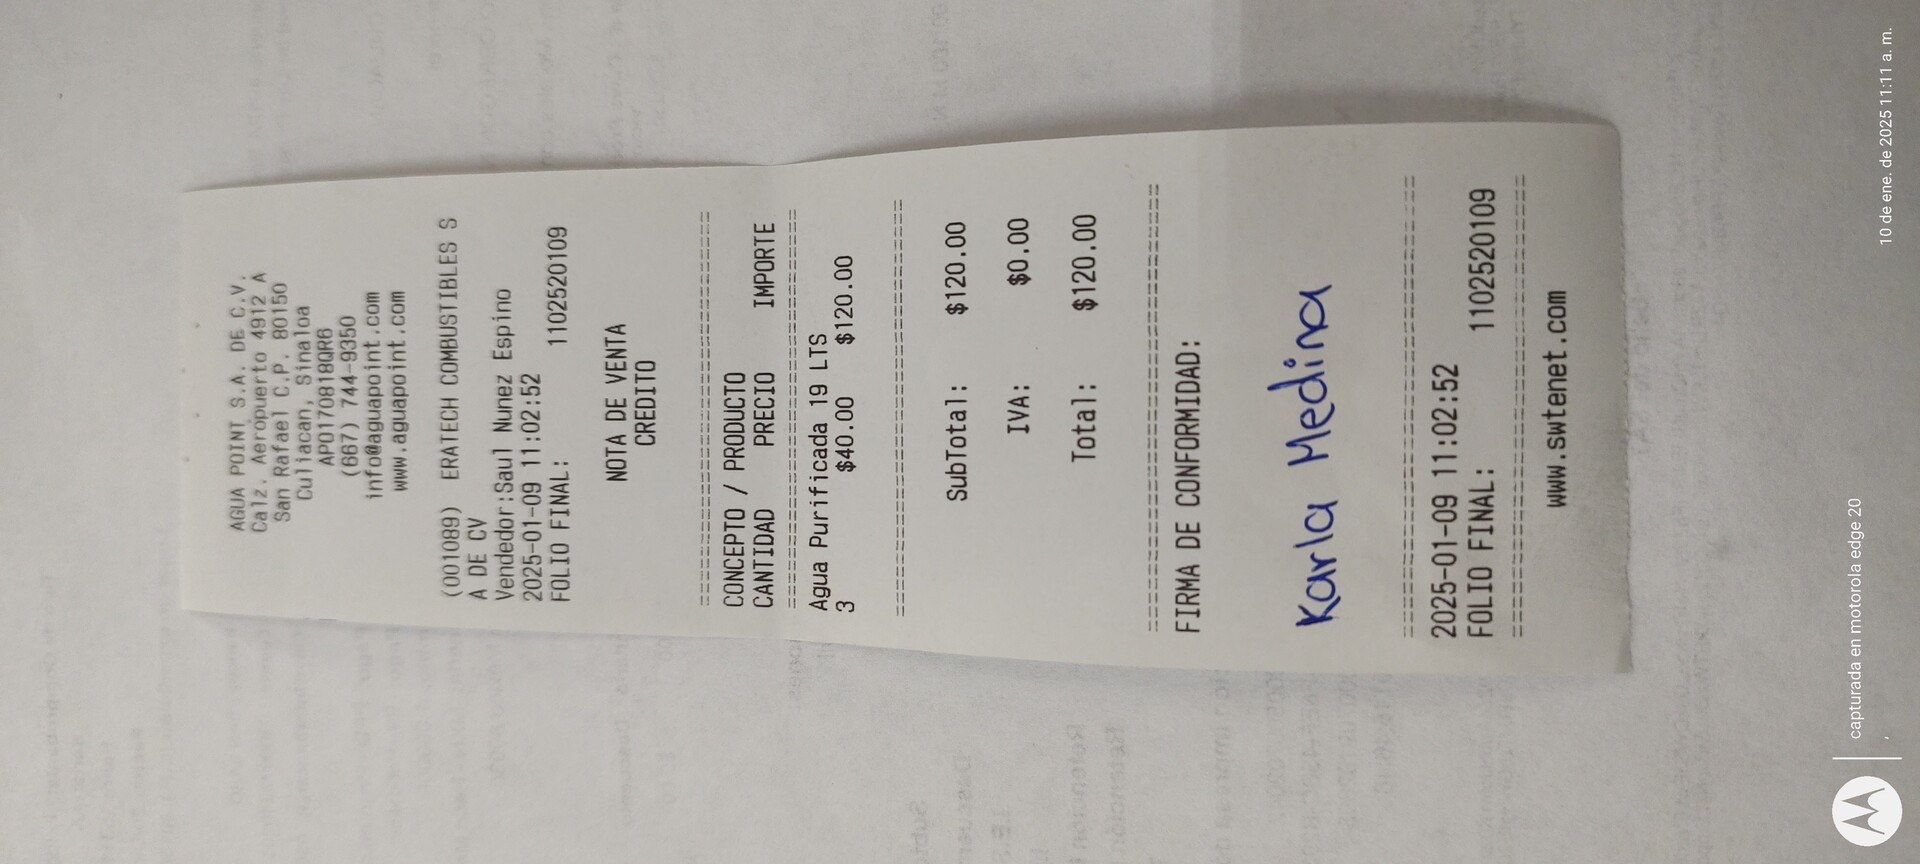 AGUA POINT S.A. DE C.V.
Calz. Aeropuerto 4912 A
San Rafael C.P. 80150
Culiacan, Sinaloa
APO170818QR6
(667) 744-9350
info@aguapoint.com
www.aguapoint.com
(001089) ERATECH COMBUSTIBLES S
A DE CV
Vendedor:Saul Nunez Espino
2025-01-09 11:02:52
FOLIO FINAL: 1102520109
NOTA DE VENTA
CREDITO
CONCEPTO / PRODUCTO
CANTIDAD PRECIO IMPORTE
Agua Purificada 19 LTS
3 $40.00 $120.00
SubTotal: $120.00
IVA: $0.00
Total: $120.00
FIRMA DE CONFORMIDAD:
Karla Medina
2025-01-09 11:02:52
FOLIO FINAL: 1102520109
www.swtenet.com
capturada en motorola edge 20
10 de ene. de 2025 11:11 a. m.